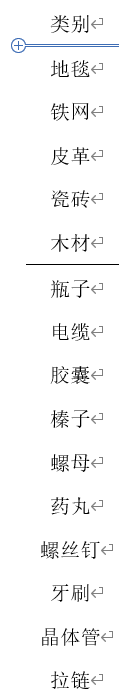 类别
地毯
铁网
皮革
瓷砖
木材
瓶子
电缆
胶囊
榛子
螺母
药丸
螺丝钉
牙刷
晶体管
拉链